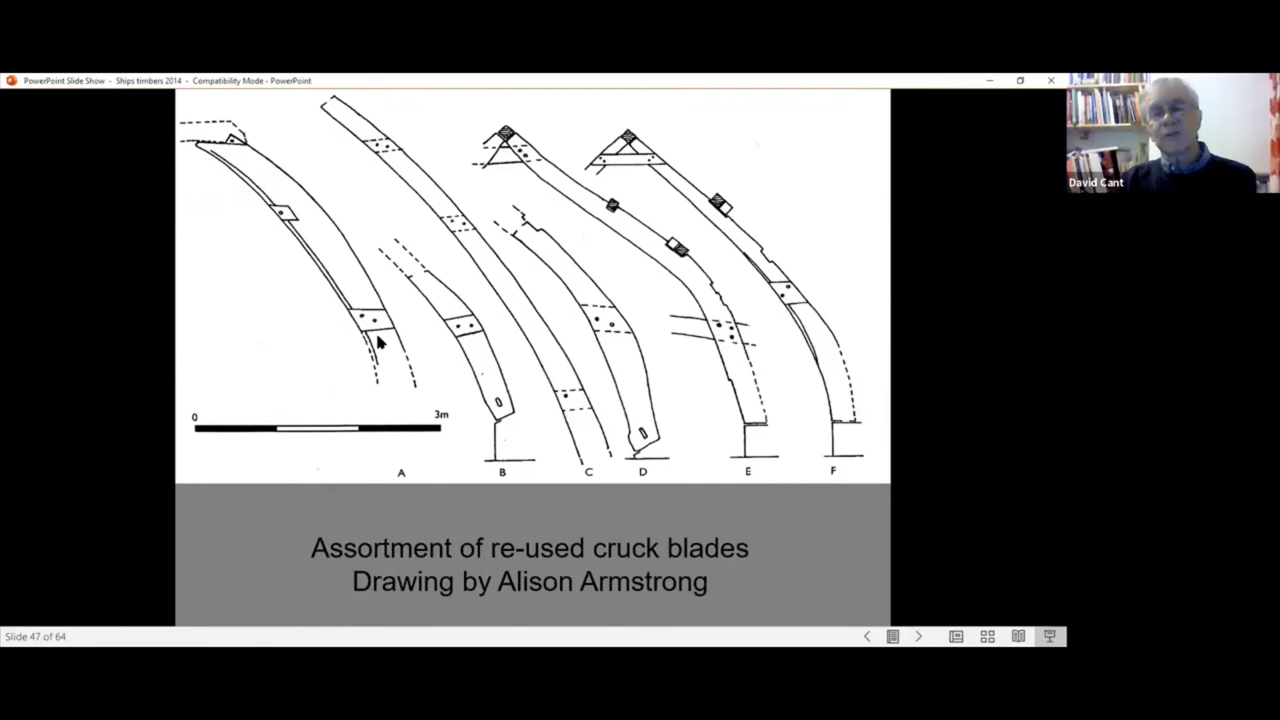 PowerPoint Slide Show - Ships timbers 2014 - Compatibility Mode - PowerPoint
David Cant
0
3m
A B C D E F
Assortment of re-used cruck blades
Drawing by Alison Armstrong
Slide 47 of 64